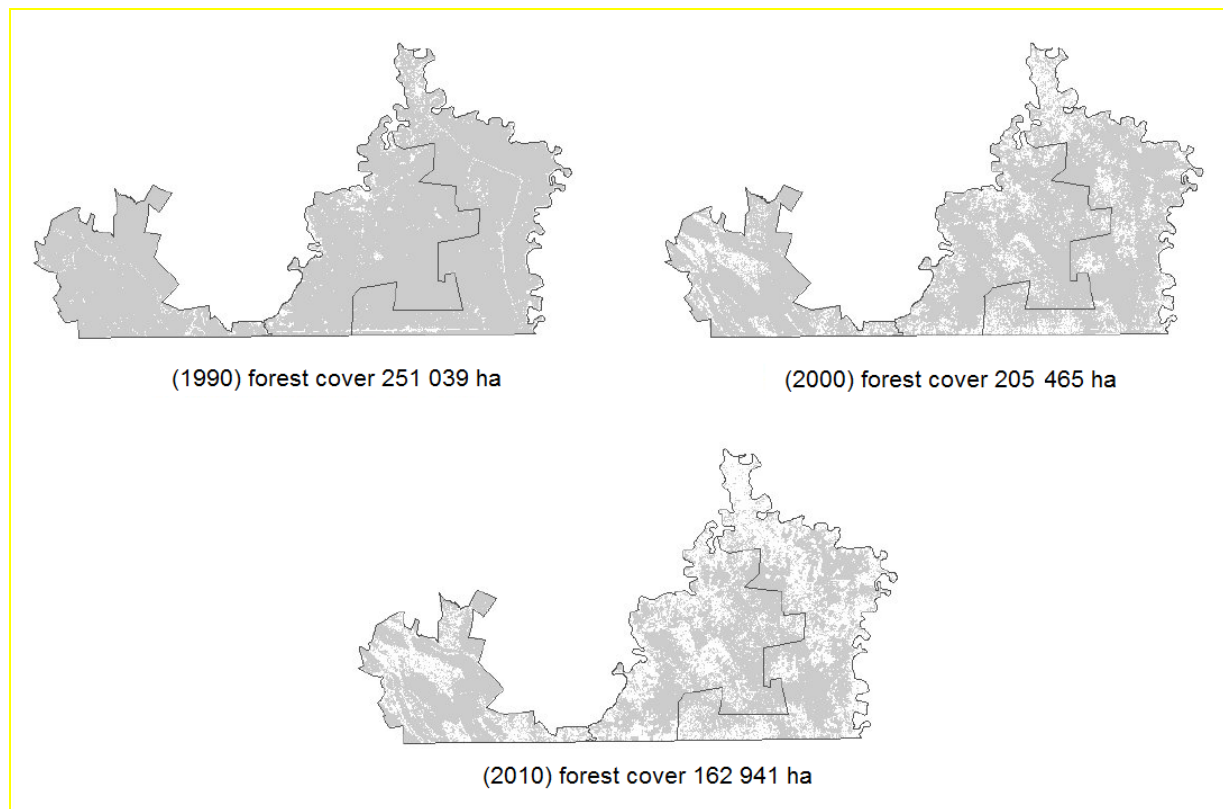 (1990) forest cover 251 039 ha
(2000) forest cover 205 465 ha
(2010) forest cover 162 941 ha